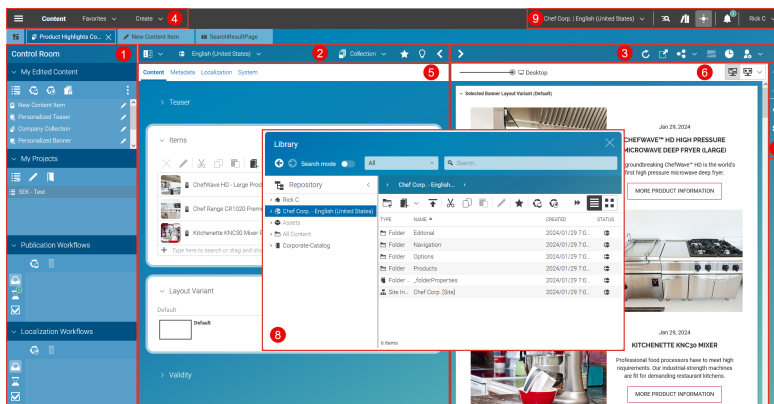 Content
Favorites
Create
4
9
Chef Corp. | English (United States)
Rick C
Product Highlights Co...
New Content Item
SearchResultPage
Control Room
1
English (United States)
2
Collection
3
My Edited Content
Content Metadata Localization System
5
Desktop
6
New Content Item
Personalized Teaser
Company Collection
Personalized Banner
My Projects
SEK - Test
Publication Workflows
Localization Workflows
Teaser
Items
ChefWave HD - Large Prod
Chef Range CR1020 Premi
Kitchenette KNC30 Mixer P
Type here to search or drag and dro
Layout Variant
Default
Default
Validity
Library
Search mode
All
Search...
Repository
Chef Corp. - English...
Rick C
Chef Corp. - English (United States)
Assets
All Content
Corporate-Catalog
TYPE NAME CREATED STATUS
Folder Editorial 2024/01/29 7:0...
Folder Navigation 2024/01/29 7:0...
Folder Options 2024/01/29 7:0...
Folder Products 2024/01/29 7:0...
Folder ... _folderProperties 2024/01/29 7:0...
Site In... Chef Corp. [Site] 2024/01/29 7:0...
8
6 Items
Selected Banner Layout Variant (Default)
Jan 29, 2024
CHEFWAVE™ HD HIGH PRESSURE
MICROWAVE DEEP FRYER (LARGE)
groundbreaking ChefWave™ HD is the world's
first high pressure microwave deep fryer.
MORE PRODUCT INFORMATION
Jan 29, 2024
KITCHENETTE KNC30 MIXER
Professional food processors have to meet high
requirements. Our industrial-strength machines
are fit for demanding restaurant kitchens.
MORE PRODUCT INFORMATION